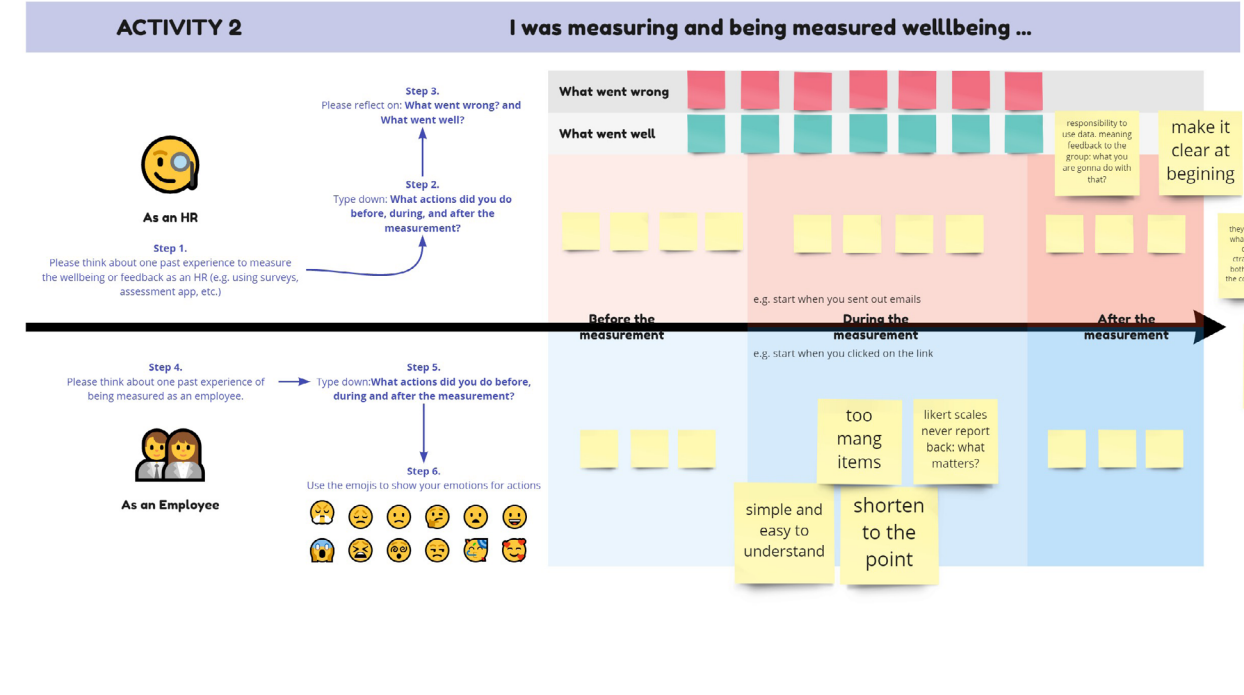 ACTIVITY 2
I was measuring and being measured welllbeing ...
Step 3.
Please reflect on: What went wrong? and
What went well?
As an HR
Step 2.
Type down: What actions did you do
before, during, and after the
measurement?
Step 1.
Please think about one past experience to measure
the wellbeing or feedback as an HR (e.g. using surveys,
assessment app, etc.)
What went wrong
What went well
responsibility to
use data. meaning
feedback to the
group: what you
are gonna do with
that?
make it
clear at
begining
they
e.g. start when you sent out emails
Before the
measurement
During the
measurement
After the
measurement
e.g. start when you clicked on the link
Step 4.
Please think about one past experience of
being measured as an employee.
Step 5.
Type down:What actions did you do before,
during and after the measurement?
As an Employee
Step 6.
Use the emojis to show your emotions for actions
too
mang
items
likert scales
never report
back: what
matters?
simple and
easy to
understand
shorten
to the
point